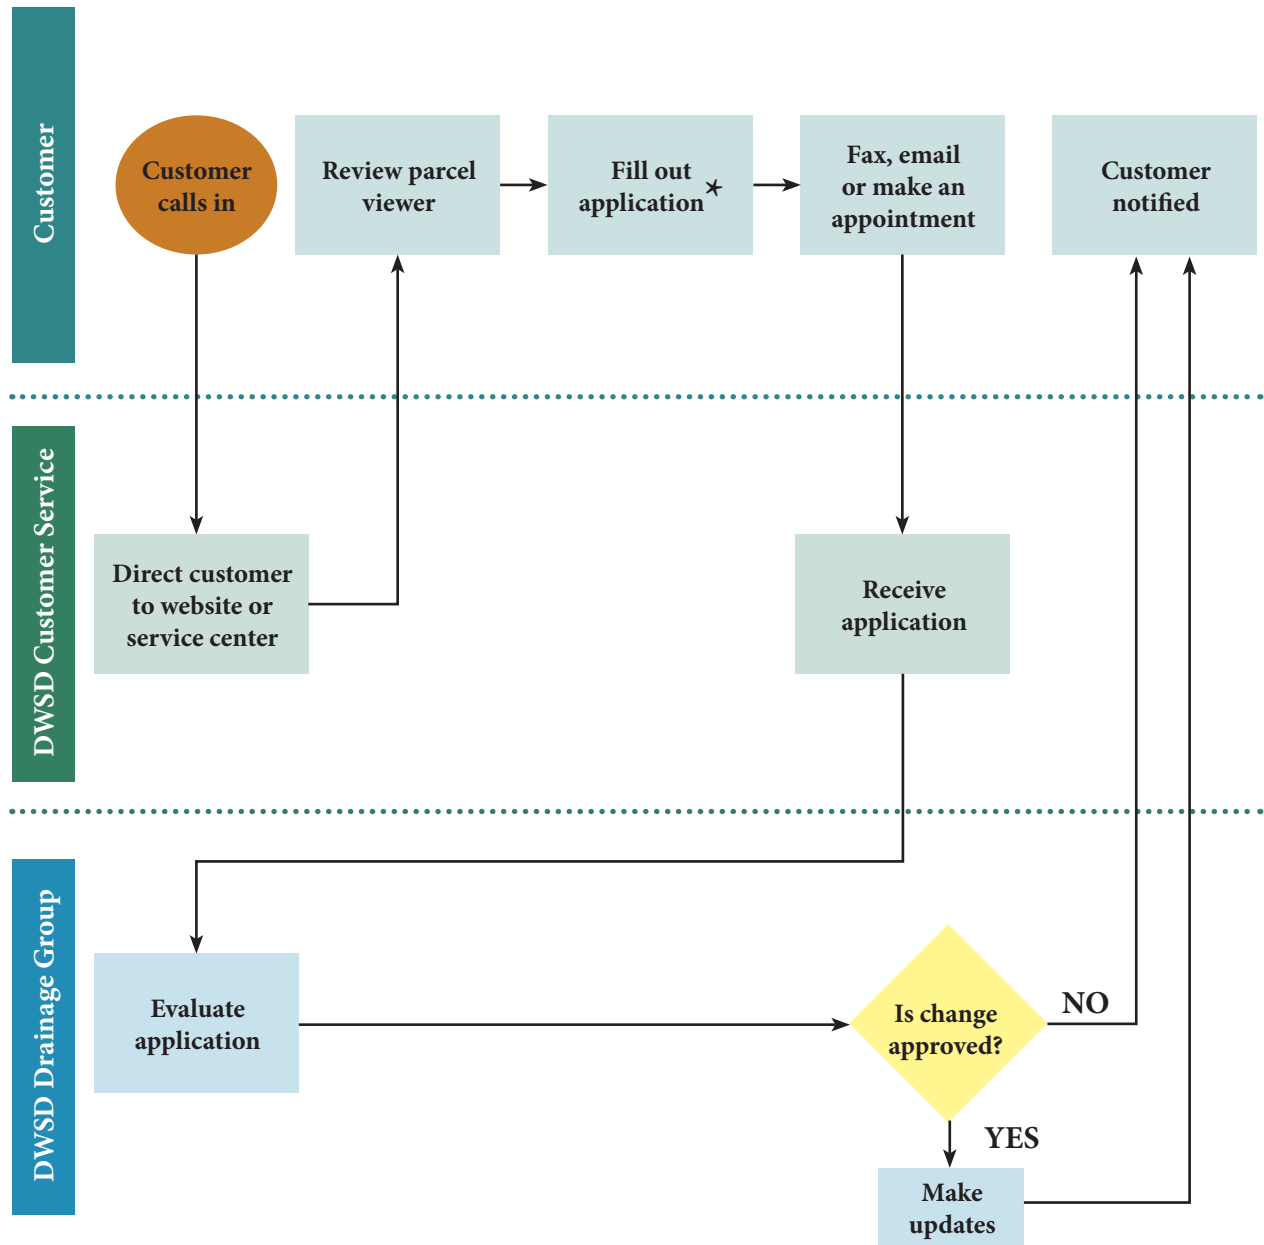 Customer
Customer
calls in
Review parcel
viewer
Fill out
application*
Fax, email
or make an
appointment
Customer
notified
DWSD Customer Service
Direct customer
to website or
service center
Receive
application
DWSD Drainage Group
Evaluate
application
Is change
approved?
NO
YES
Make
updates